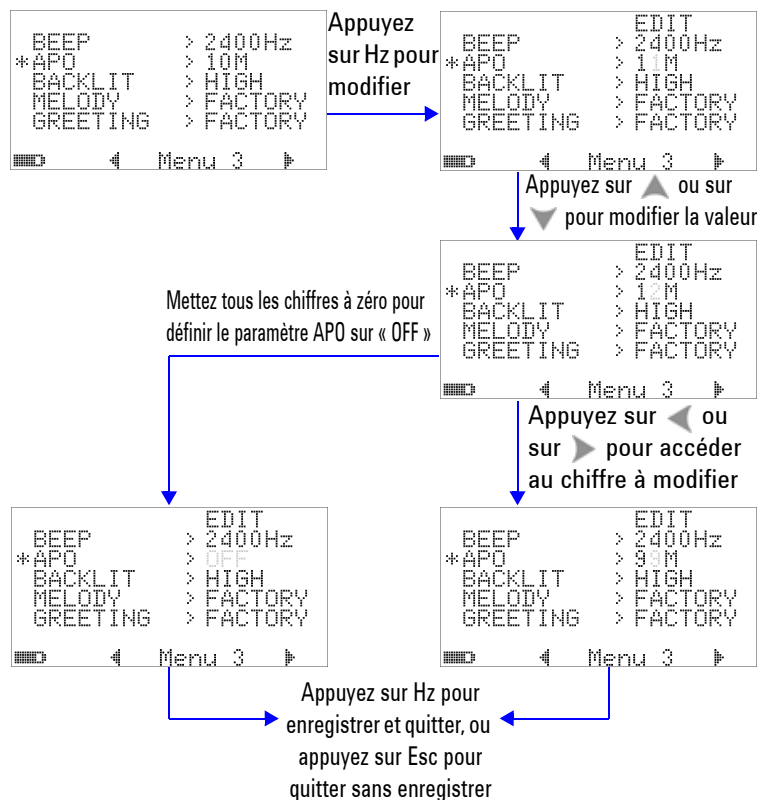 BEEP > 2400Hz
*APO > 10M
BACKLIT > HIGH
MELODY > FACTORY
GREETING > FACTORY
Menu 3
Appuyez
sur Hz pour
modifier
EDIT
BEEP > 2400Hz
*APO > 11M
BACKLIT > HIGH
MELODY > FACTORY
GREETING > FACTORY
Menu 3
Appuyez sur ou sur
pour modifier la valeur
EDIT
BEEP > 2400Hz
*APO > 12M
BACKLIT > HIGH
MELODY > FACTORY
GREETING > FACTORY
Menu 3
Mettez tous les chiffres à zéro pour
définir le paramètre APO sur « OFF »
Appuyez sur ou
sur pour accéder
au chiffre à modifier
EDIT
BEEP > 2400Hz
*APO > OFF
BACKLIT > HIGH
MELODY > FACTORY
GREETING > FACTORY
Menu 3
EDIT
BEEP > 2400Hz
*APO > 99M
BACKLIT > HIGH
MELODY > FACTORY
GREETING > FACTORY
Menu 3
Appuyez sur Hz pour
enregistrer et quitter, ou
appuyez sur Esc pour
quitter sans enregistrer